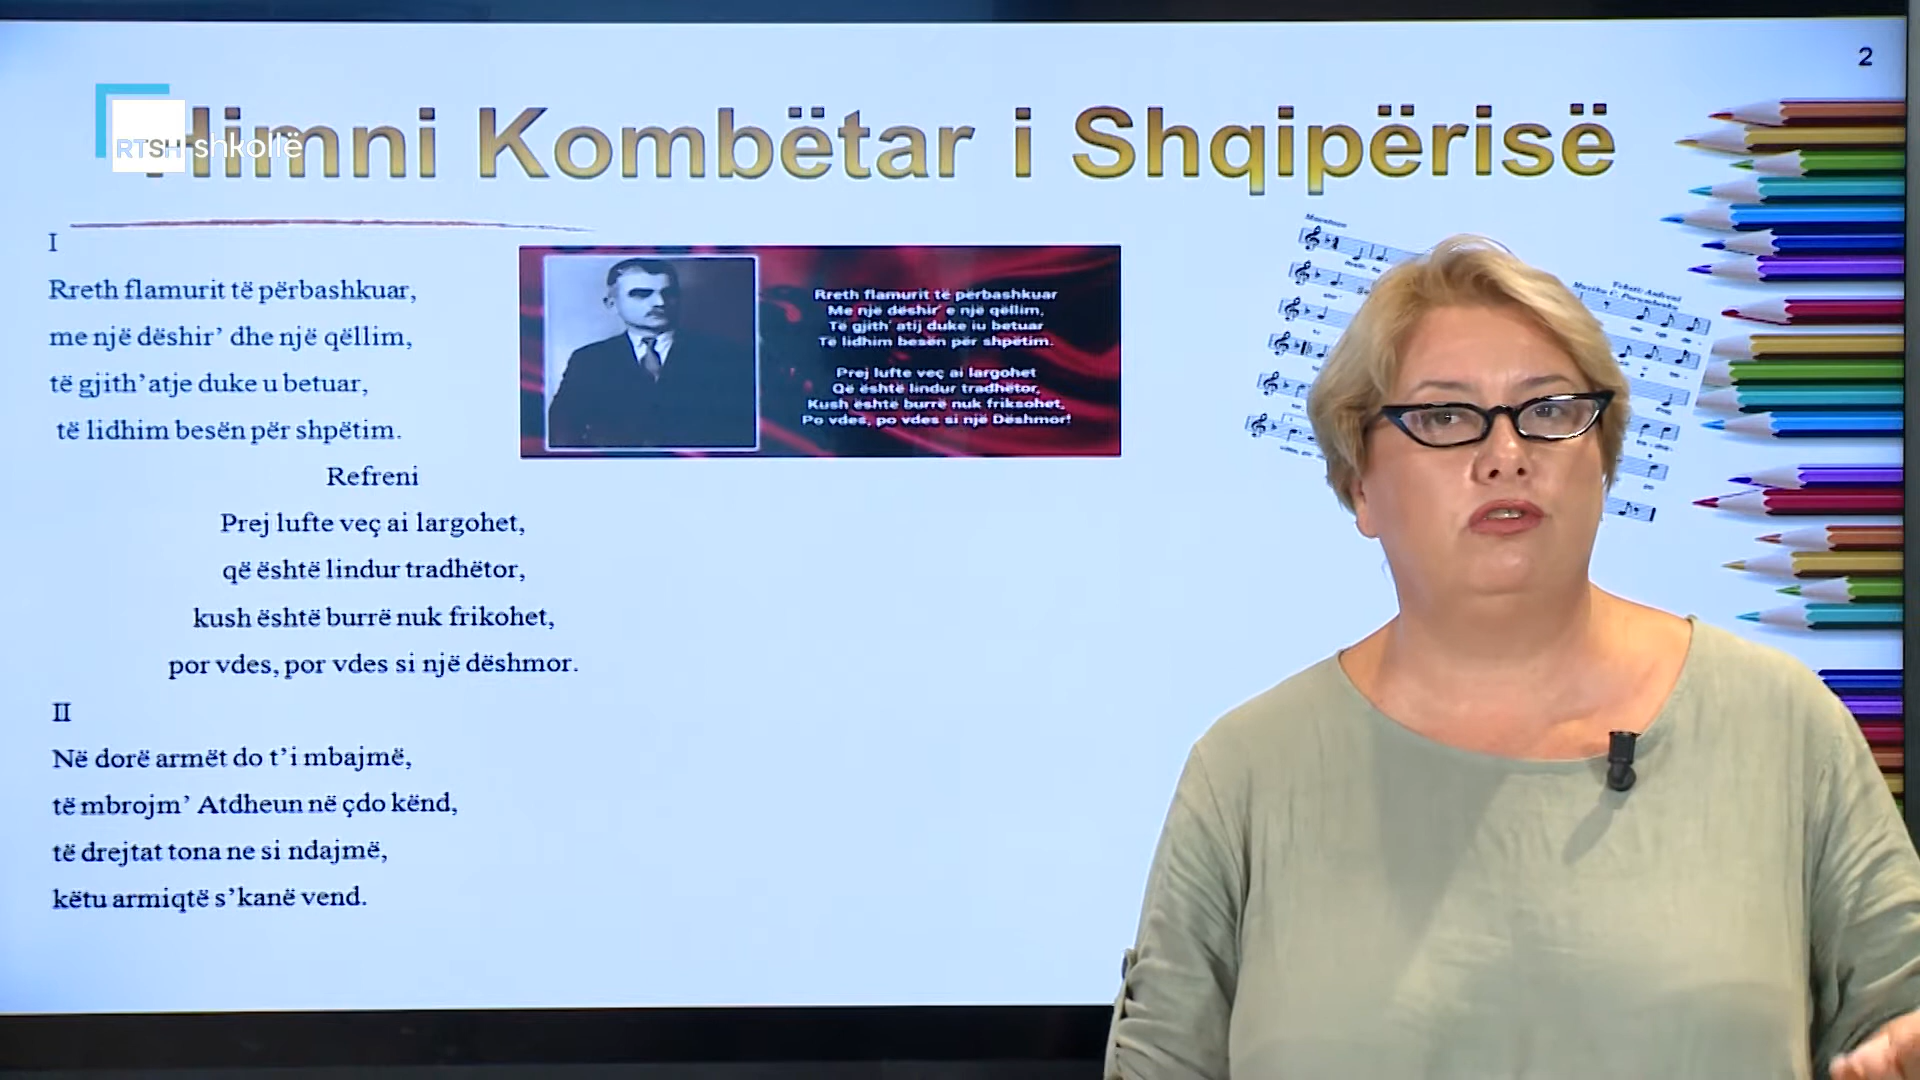 2
RTSH shkollë
Himni Kombëtar i Shqipërisë
I
Rreth flamurit të përbashkuar,
me një dëshir’ dhe një qëllim,
të gjith’atje duke u betuar,
të lidhim besën për shpëtim.
Refreni
Prej lufte veç ai largohet,
që është lindur tradhëtor,
kush është burrë nuk frikohet,
por vdes, por vdes si një dëshmor.
II
Në dorë armët do t’i mbajmë,
të mbrojm’ Atdheun në çdo kënd,
të drejtat tona ne si ndajmë,
këtu armiqtë s’kanë vend.
Rreth flamurit të përbashkuar
Me një dëshir' e një qëllim,
Të gjith' atij duke iu betuar
Të lidhim besën për shpëtim.
Prej lufte veç ai largohet
Që është lindur tradhëtor,
Kush është burrë nuk friksohet,
Po vdes, po vdes si një Dëshmor!